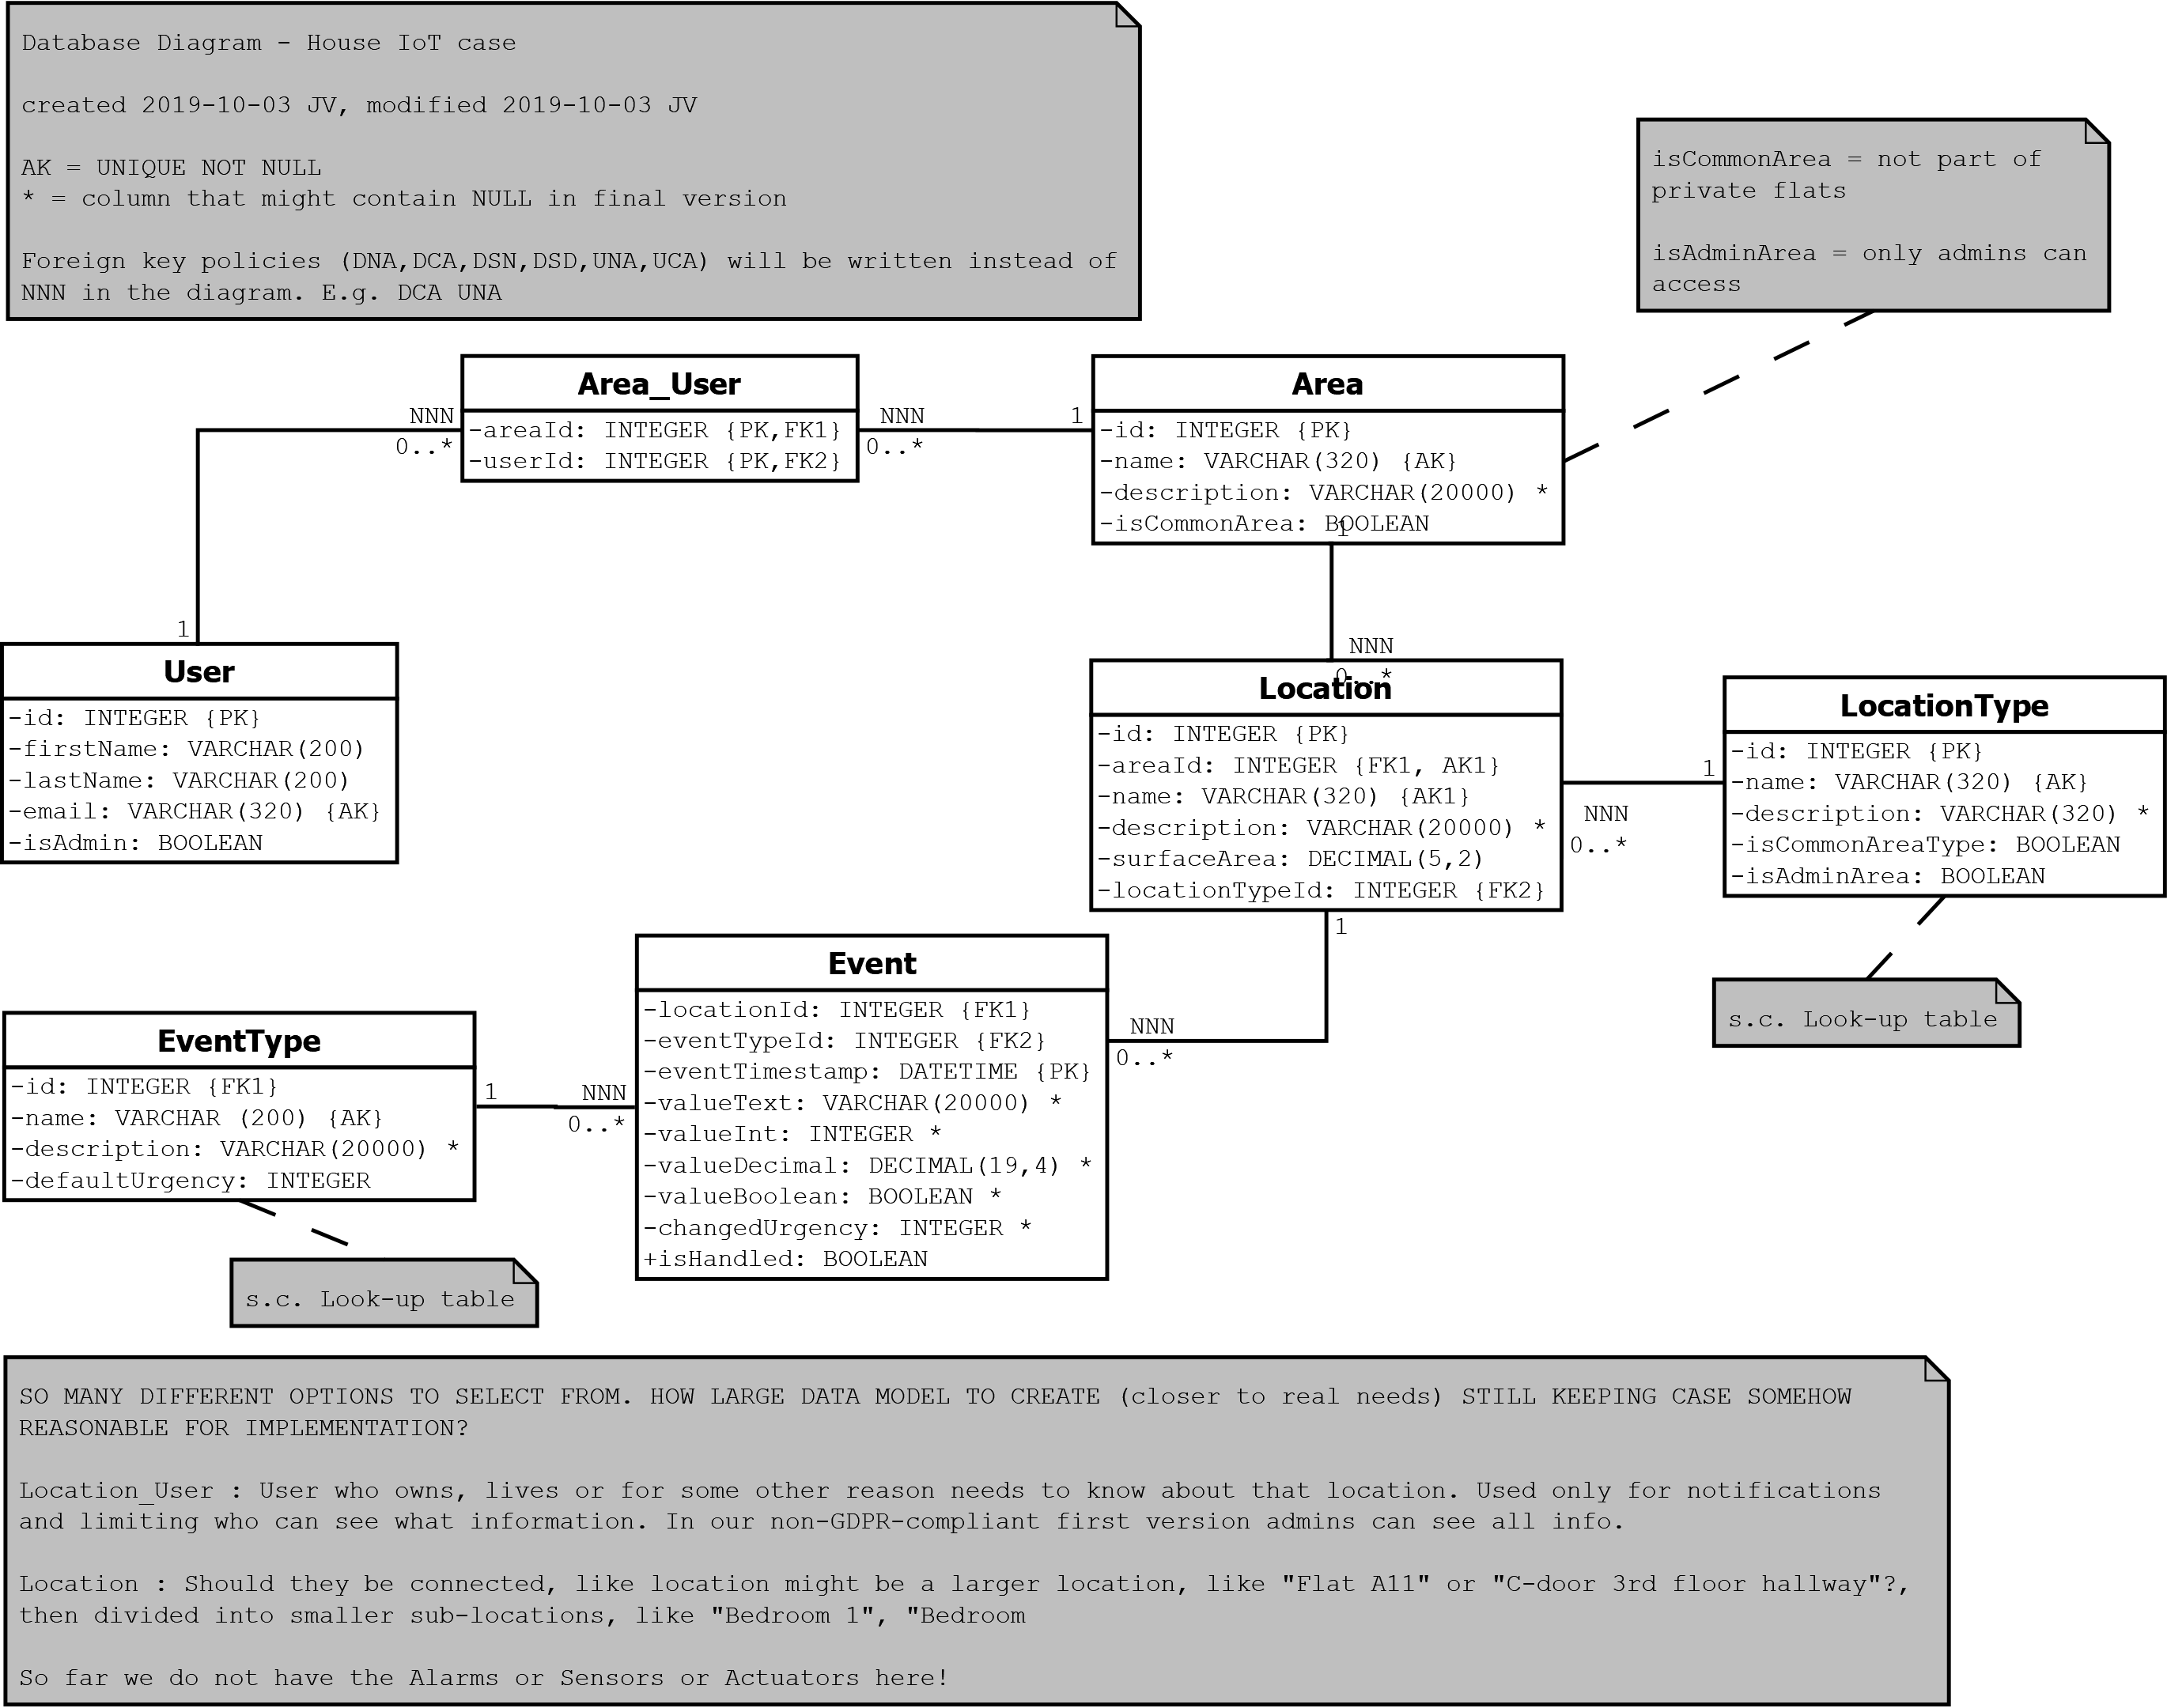 Database Diagram - House IoT case
created 2019-10-03 JV, modified 2019-10-03 JV
AK = UNIQUE NOT NULL
* = column that might contain NULL in final version
Foreign key policies (DNA,DCA,DSN,DSD,UNA,UCA) will be written instead of
NNN in the diagram. E.g. DCA UNA
isCommonArea = not part of
private flats
isAdminArea = only admins can
access
Area_User
-areaId: INTEGER {PK,FK1}
-userId: INTEGER {PK,FK2}
NNN
0..*
NNN
0..*
1
Area
-id: INTEGER {PK}
-name: VARCHAR(320) {AK}
-description: VARCHAR(20000) *
-isCommonArea: BOOLEAN
1
1
User
-id: INTEGER {PK}
-firstName: VARCHAR(200)
-lastName: VARCHAR(200)
-email: VARCHAR(320) {AK}
-isAdmin: BOOLEAN
NNN
0..*
Location
-id: INTEGER {PK}
-areaId: INTEGER {FK1, AK1}
-name: VARCHAR(320) {AK1}
-description: VARCHAR(20000) *
-surfaceArea: DECIMAL(5,2)
-locationTypeId: INTEGER {FK2}
1
NNN
0..*
LocationType
-id: INTEGER {PK}
-name: VARCHAR(320) {AK}
-description: VARCHAR(320) *
-isCommonAreaType: BOOLEAN
-isAdminArea: BOOLEAN
s.c. Look-up table
1
NNN
0..*
Event
-locationId: INTEGER {FK1}
-eventTypeId: INTEGER {FK2}
-eventTimestamp: DATETIME {PK}
-valueText: VARCHAR(20000) *
-valueInt: INTEGER *
-valueDecimal: DECIMAL(19,4) *
-valueBoolean: BOOLEAN *
-changedUrgency: INTEGER *
+isHandled: BOOLEAN
EventType
-id: INTEGER {FK1}
-name: VARCHAR (200) {AK}
-description: VARCHAR(20000) *
-defaultUrgency: INTEGER
1
NNN
0..*
s.c. Look-up table
SO MANY DIFFERENT OPTIONS TO SELECT FROM. HOW LARGE DATA MODEL TO CREATE (closer to real needs) STILL KEEPING CASE SOMEHOW
REASONABLE FOR IMPLEMENTATION?
Location_User : User who owns, lives or for some other reason needs to know about that location. Used only for notifications
and limiting who can see what information. In our non-GDPR-compliant first version admins can see all info.
Location : Should they be connected, like location might be a larger location, like "Flat A11" or "C-door 3rd floor hallway"?,
then divided into smaller sub-locations, like "Bedroom 1", "Bedroom
So far we do not have the Alarms or Sensors or Actuators here!